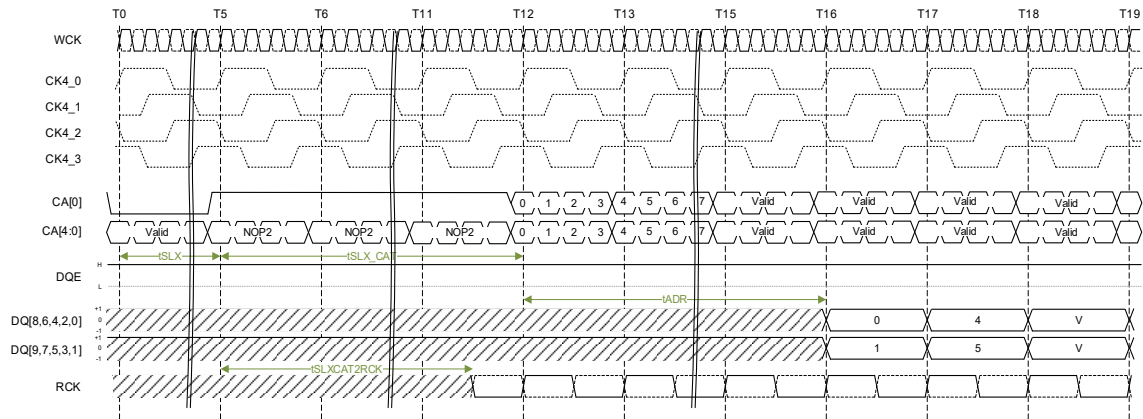 T0 T5 T6 T11 T12 T13 T15 T16 T17 T18 T19
WCK
CK4_0
CK4_1
CK4_2
CK4_3
CA[0] 0 1 2 3 4 5 6 7 Valid Valid Valid Valid
CA[4:0] Valid NOP2 NOP2 NOP2 0 1 2 3 4 5 6 7 Valid Valid Valid Valid
tSLX tSLX_CAT
H
DQE
L
tADR
+1
DQ[8,6,4,2,0] 0 0 4 V
-1
+1
DQ[9,7,5,3,1] 0 1 5 V
-1
tSLXCAT2RCK
RCK